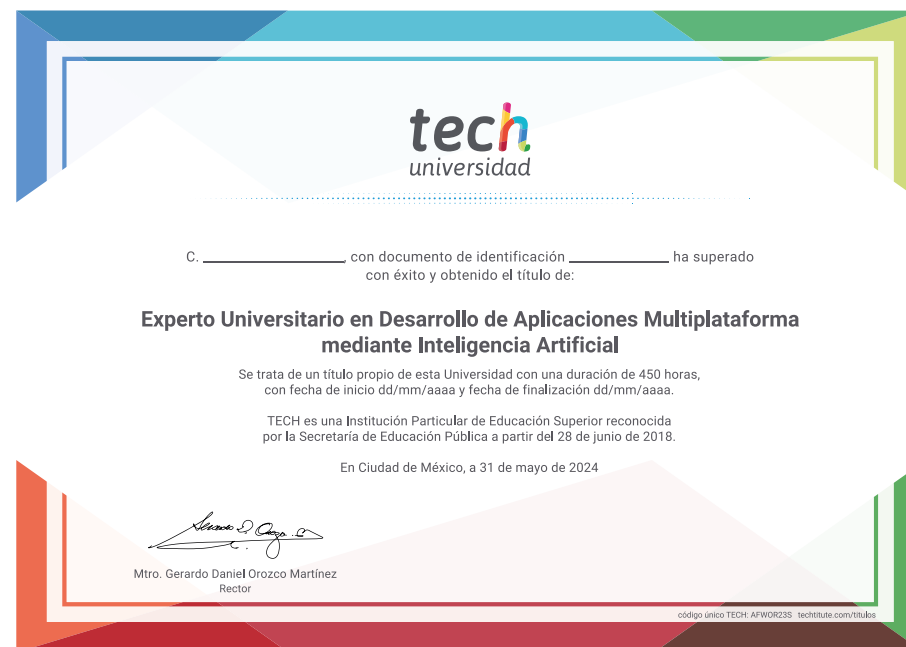 tech
universidad
C. ____________, con documento de identificación ____________ ha superado
con éxito y obtenido el título de:
Experto Universitario en Desarrollo de Aplicaciones Multiplataforma
mediante Inteligencia Artificial
Se trata de un título propio de esta Universidad con una duración de 450 horas,
con fecha de inicio dd/mm/aaaa y fecha de finalización dd/mm/aaaa.
TECH es una Institución Particular de Educación Superior reconocida
por la Secretaría de Educación Pública a partir del 28 de junio de 2018.
En Ciudad de México, a 31 de mayo de 2024
Mtro. Gerardo Daniel Orozco Martínez
Rector
código único TECH: AFWOR23S techtitute.com/titulos